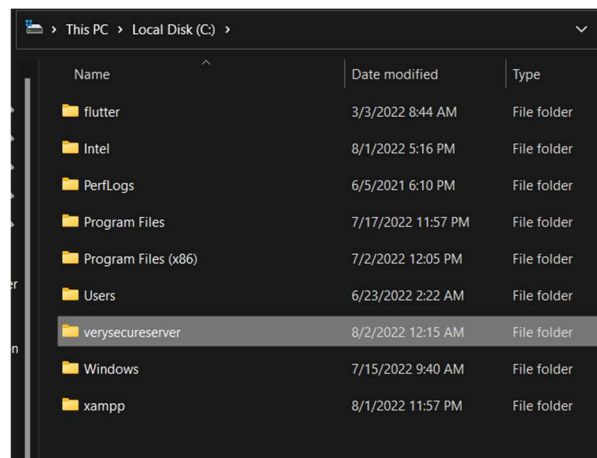 This PC > Local Disk (C:) >
Name Date modified Type
flutter 3/3/2022 8:44 AM File folder
Intel 8/1/2022 5:16 PM File folder
PerfLogs 6/5/2021 6:10 PM File folder
Program Files 7/17/2022 11:57 PM File folder
Program Files (x86) 7/2/2022 12:05 PM File folder
Users 6/23/2022 2:22 AM File folder
verysecureserver 8/2/2022 12:15 AM File folder
Windows 7/15/2022 9:40 AM File folder
xampp 8/1/2022 11:57 PM File folder